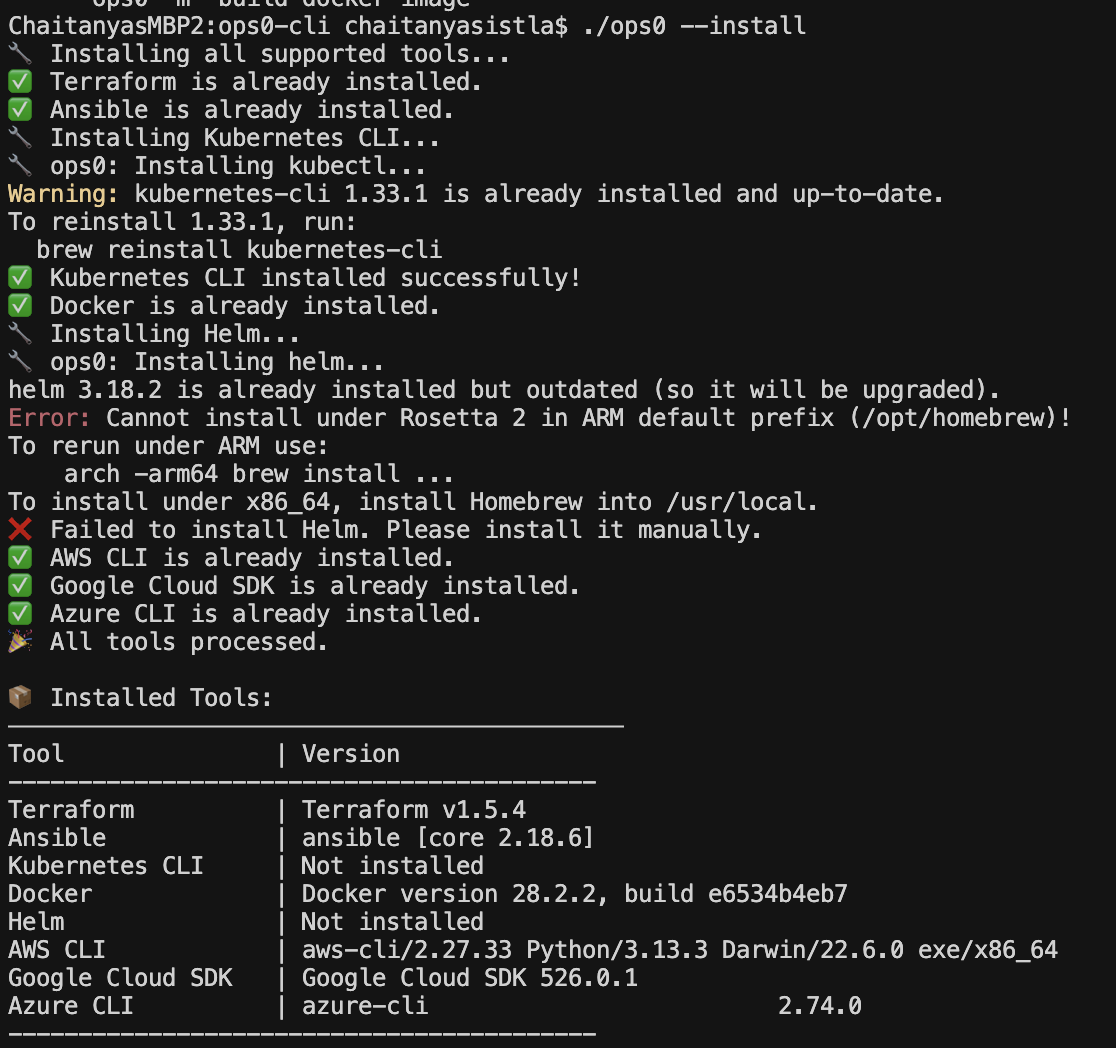 ops0 -m "build docker image"
ChaitanyasMBP2:ops0-cli chaitanyasistla$ ./ops0 --install
🔧 Installing all supported tools...
✅ Terraform is already installed.
✅ Ansible is already installed.
🔧 Installing Kubernetes CLI...
🔧 ops0: Installing kubectl...
Warning: kubernetes-cli 1.33.1 is already installed and up-to-date.
To reinstall 1.33.1, run:
  brew reinstall kubernetes-cli
✅ Kubernetes CLI installed successfully!
✅ Docker is already installed.
🔧 Installing Helm...
🔧 ops0: Installing helm...
helm 3.18.2 is already installed but outdated (so it will be upgraded).
Error: Cannot install under Rosetta 2 in ARM default prefix (/opt/homebrew)!
To rerun under ARM use:
    arch -arm64 brew install ...
To install under x86_64, install Homebrew into /usr/local.
❌ Failed to install Helm. Please install it manually.
✅ AWS CLI is already installed.
✅ Google Cloud SDK is already installed.
✅ Azure CLI is already installed.
🎉 All tools processed.
📦 Installed Tools:
Tool | Version
------------------------------------------
Terraform | Terraform v1.5.4
Ansible | ansible [core 2.18.6]
Kubernetes CLI | Not installed
Docker | Docker version 28.2.2, build e6534b4eb7
Helm | Not installed
AWS CLI | aws-cli/2.27.33 Python/3.13.3 Darwin/22.6.0 exe/x86_64
Google Cloud SDK | Google Cloud SDK 526.0.1
Azure CLI | azure-cli 2.74.0
------------------------------------------